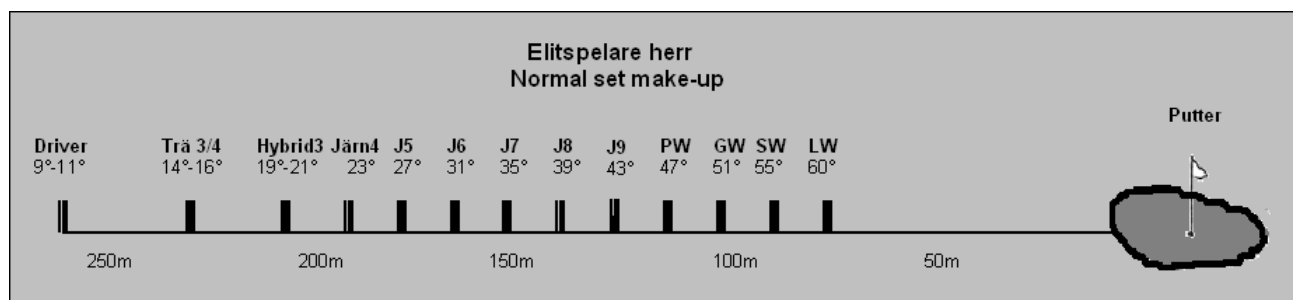 Elitspelare herr
Normal set make-up
Putter
Driver Trä 3/4 Hybrid3 Järn4 J5 J6 J7 J8 J9 PW GW SW LW
9°-11° 14°-16° 19°-21° 23° 27° 31° 35° 39° 43° 47° 51° 55° 60°
250m 200m 150m 100m 50m